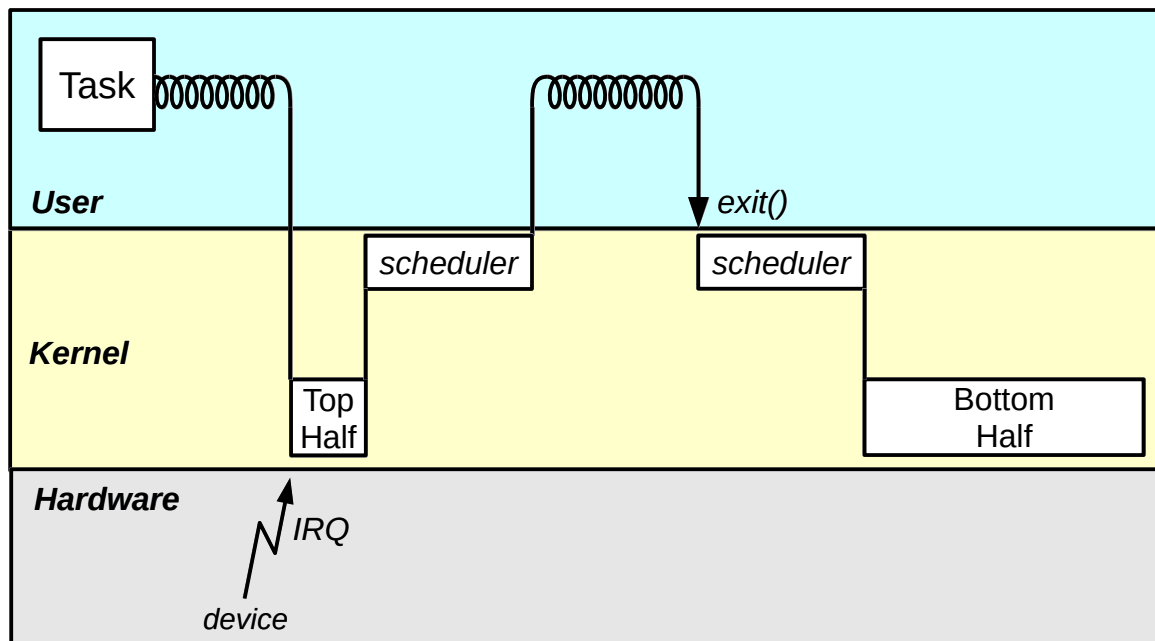 Task
User
exit()
scheduler
scheduler
Kernel
Top
Half
Bottom
Half
Hardware
IRQ
device